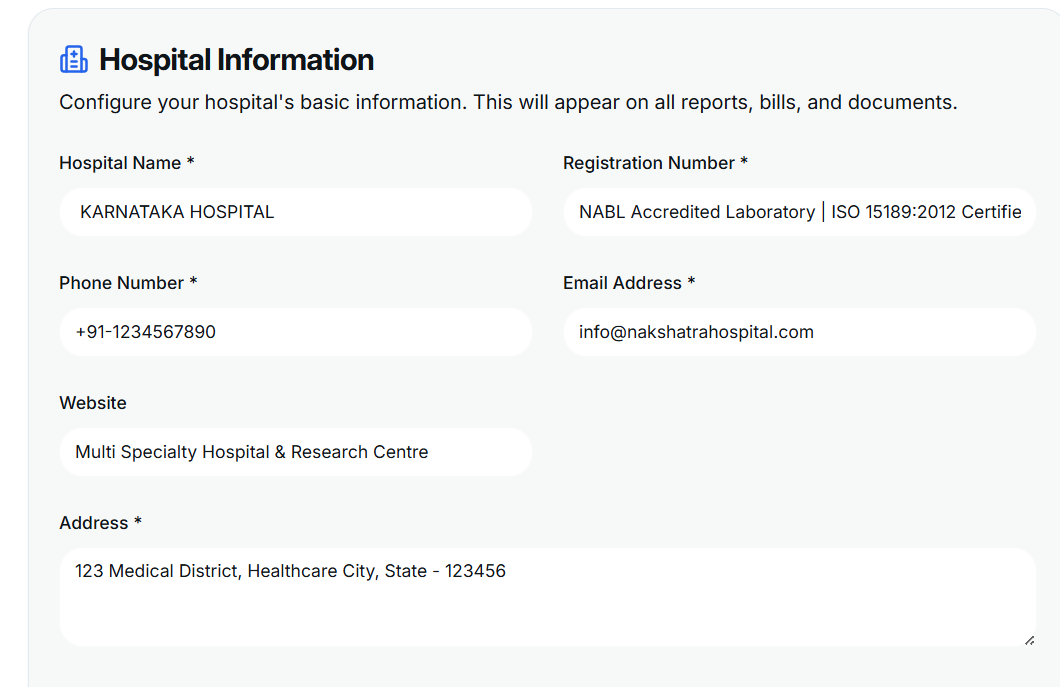 Hospital Information
Configure your hospital's basic information. This will appear on all reports, bills, and documents.
Hospital Name *
KARNATAKA HOSPITAL
Registration Number *
NABL Accredited Laboratory | ISO 15189:2012 Certifie
Phone Number *
+91-1234567890
Email Address *
info@nakshatrahospital.com
Website
Multi Specialty Hospital & Research Centre
Address *
123 Medical District, Healthcare City, State - 123456